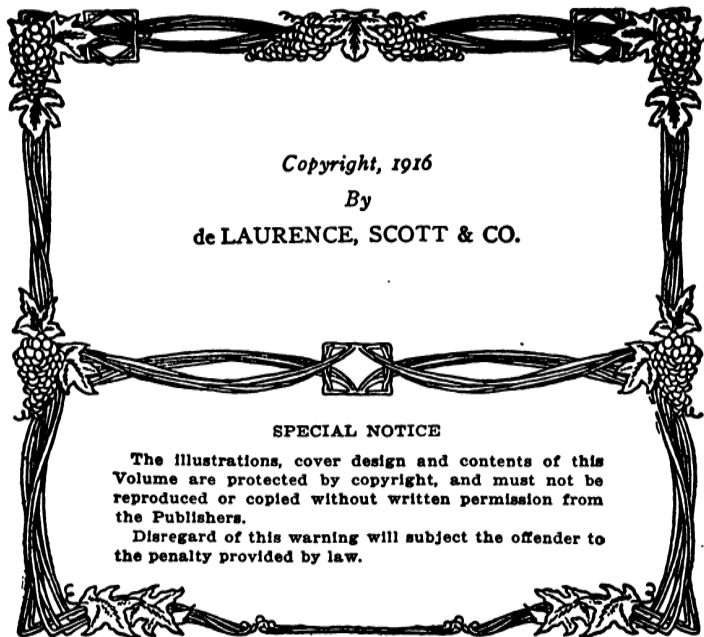 Copyright, 1916
By
de LAURENCE, SCOTT & CO.
SPECIAL NOTICE
The illustrations, cover design and contents of this
Volume are protected by copyright, and must not be
reproduced or copied without written permission from
the Publishers.
Disregard of this warning will subject the offender to
the penalty provided by law.